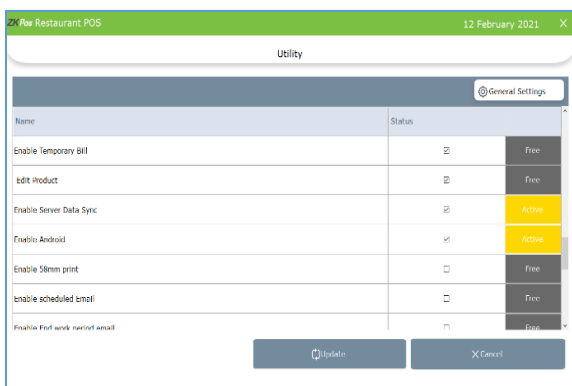 ZKPos Restaurant POS 12 February 2021 X
Utility
General Settings
Name Status
Enable Temporary Bill Free
Edit Product Free
Enable Server Data Sync Active
Enable Android Active
Enable 58mm print Free
Enable scheduled Email Free
Enable End work period email Free
Update Cancel